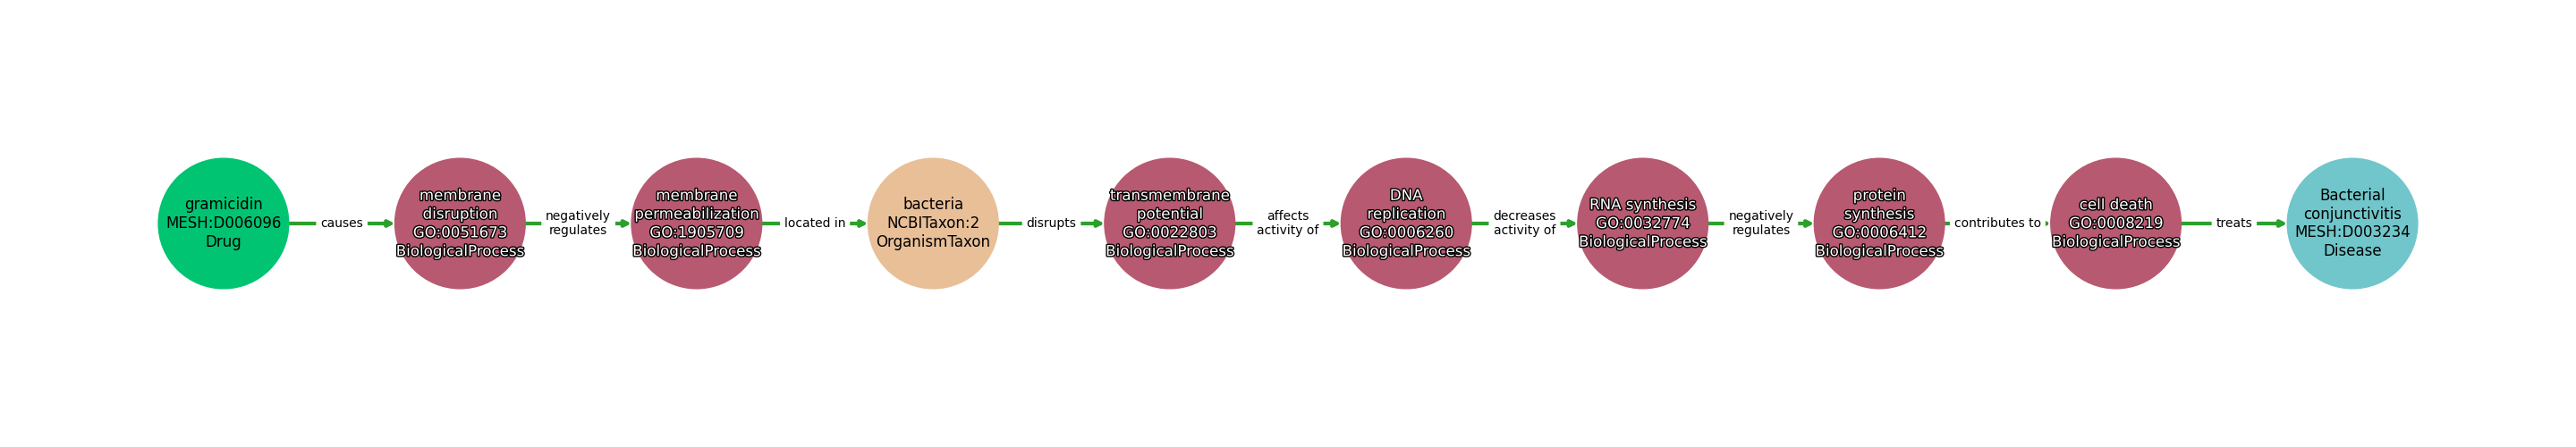 gramicidin
MESH:D006096
Drug
causes
membrane
disruption
GO:0051673
BiologicalProcess
negatively
regulates
membrane
permeabilization
GO:1905709
BiologicalProcess
located in
bacteria
NCBITaxon:2
OrganismTaxon
disrupts
transmembrane
potential
GO:0022803
BiologicalProcess
affects
activity of
DNA
replication
GO:0006260
BiologicalProcess
decreases
activity of
RNA synthesis
GO:0032774
BiologicalProcess
negatively
regulates
protein
synthesis
GO:0006412
BiologicalProcess
contributes to
cell death
GO:0008219
BiologicalProcess
treats
Bacterial
conjunctivitis
MESH:D003234
Disease